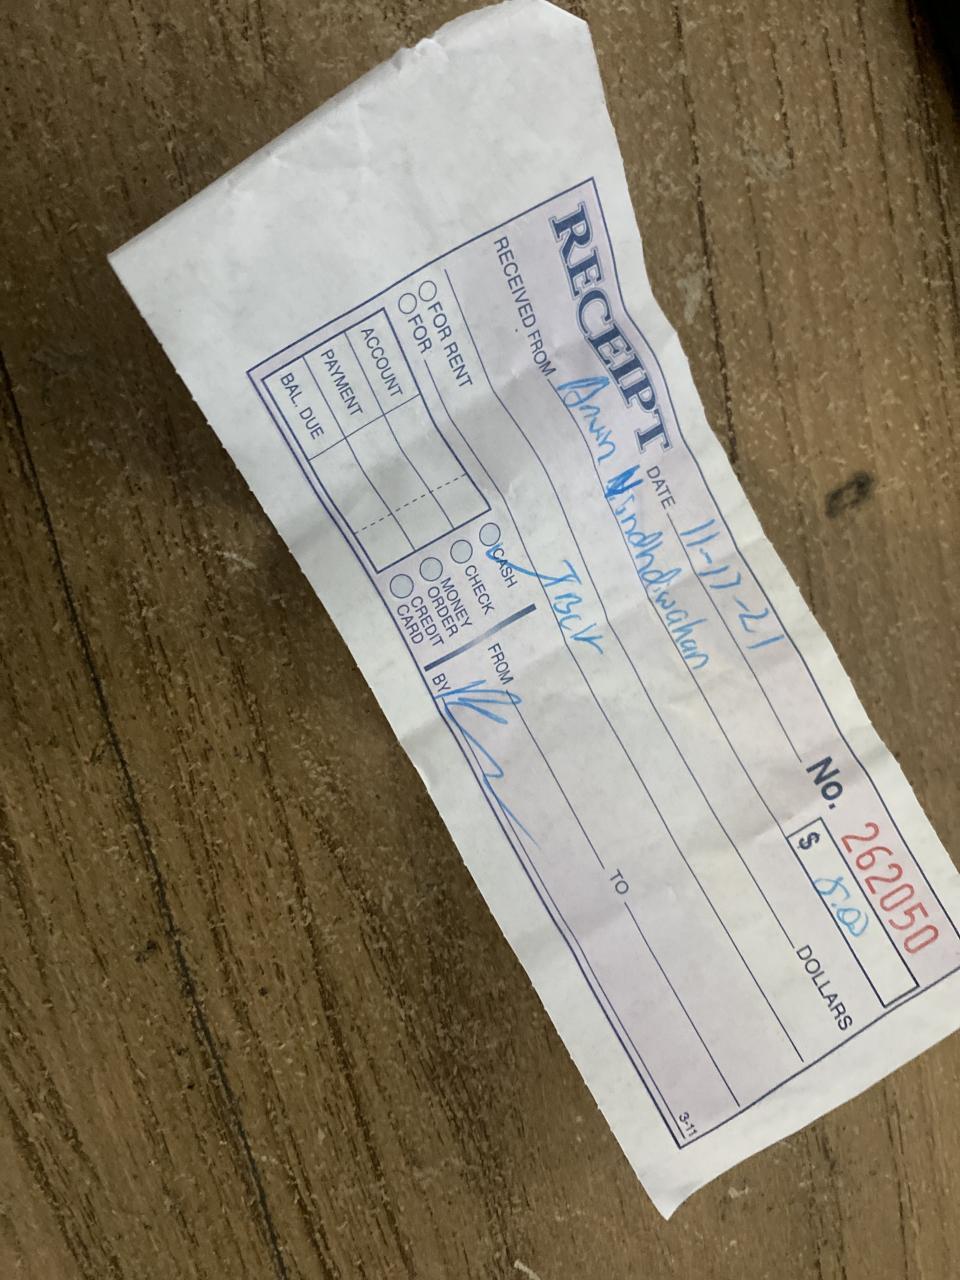 RECEIPT DATE 11-17-21 No. 262050
RECEIVED FROM $ 5.00
DOLLARS
FOR RENT
FOR
ACCOUNT CASH
PAYMENT CHECK FROM TO
BAL. DUE MONEY ORDER
CREDIT CARD BY
3-11